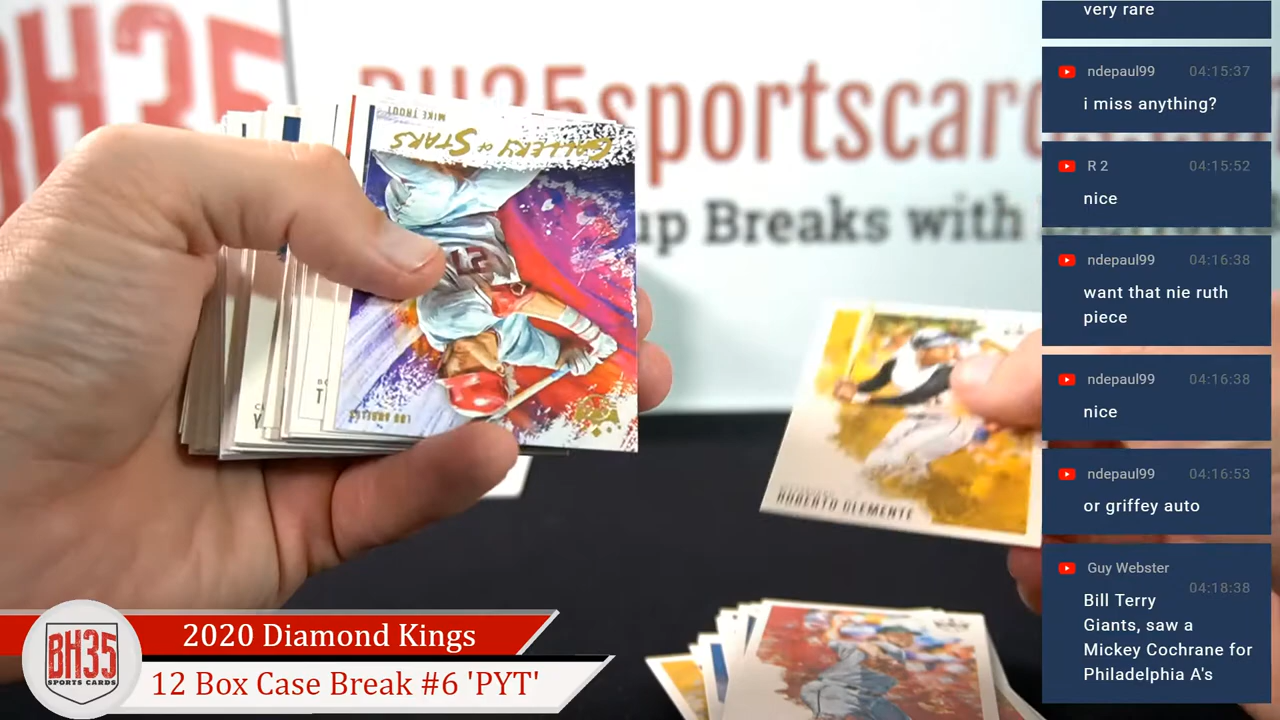 BH35
BH35sportscar
up Breaks with
MIKE TROUT
GALLERY OF STARS
27
LOS ANGELES
ROBERTO CLEMENTE
very rare
ndepaul99 04:15:37
i miss anything?
R 2 04:15:52
nice
ndepaul99 04:16:38
want that nie ruth
piece
ndepaul99 04:16:38
nice
ndepaul99 04:16:53
or griffey auto
Guy Webster 04:18:38
Bill Terry
Giants, saw a
Mickey Cochrane for
Philadelphia A's
2020 Diamond Kings
12 Box Case Break #6 'PYT'
BH35
SPORTS CARDS